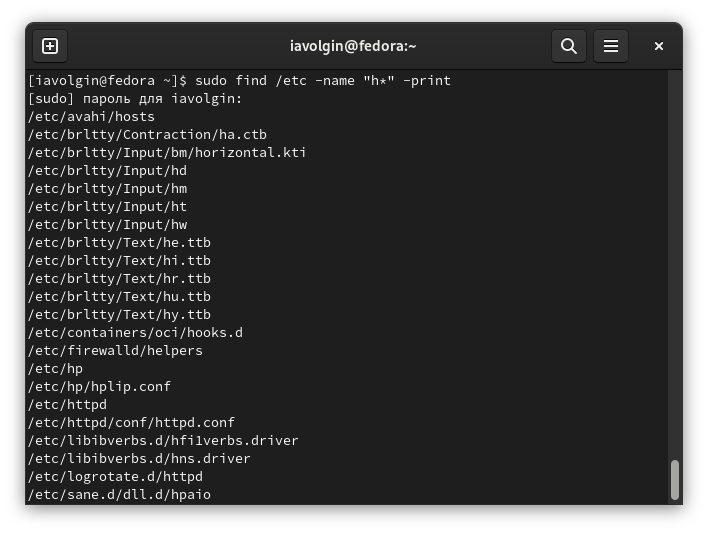 iavolgin@fedora:~
[iavolgin@fedora ~]$ sudo find /etc -name "h*" -print
[sudo] пароль для iavolgin:
/etc/avahi/hosts
/etc/brltty/Contraction/ha.ctb
/etc/brltty/Input/bm/horizontal.kti
/etc/brltty/Input/hd
/etc/brltty/Input/hm
/etc/brltty/Input/ht
/etc/brltty/Input/hw
/etc/brltty/Text/he.ttb
/etc/brltty/Text/hi.ttb
/etc/brltty/Text/hr.ttb
/etc/brltty/Text/hu.ttb
/etc/brltty/Text/hy.ttb
/etc/containers/oci/hooks.d
/etc/firewalld/helpers
/etc/hp
/etc/hp/hplip.conf
/etc/httpd
/etc/httpd/conf/httpd.conf
/etc/libibverbs.d/hfi1verbs.driver
/etc/libibverbs.d/hns.driver
/etc/logrotate.d/httpd
/etc/sane.d/dll.d/hpaio